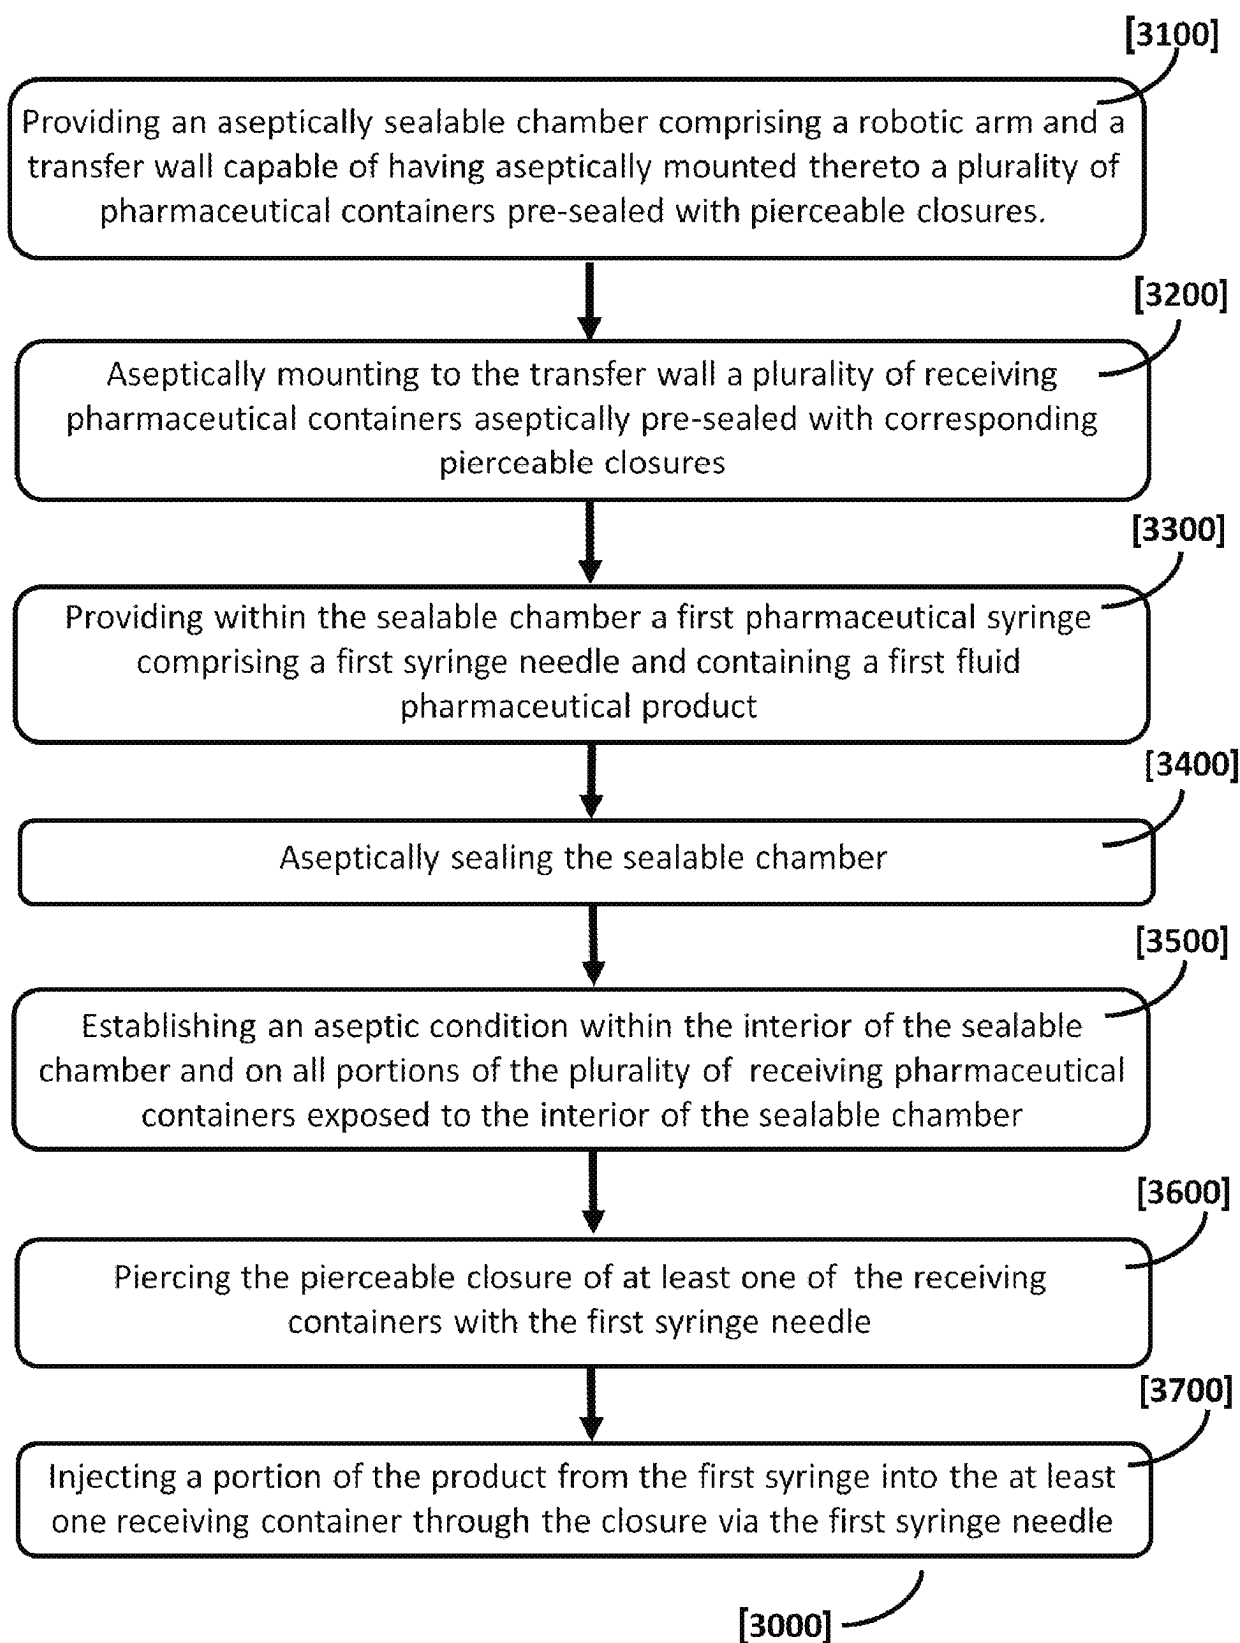 [3100]
Providing an aseptically sealable chamber comprising a robotic arm and a
transfer wall capable of having aseptically mounted thereto a plurality of
pharmaceutical containers pre-sealed with pierceable closures.
[3200]
Aseptically mounting to the transfer wall a plurality of receiving
pharmaceutical containers aseptically pre-sealed with corresponding
pierceable closures
[3300]
Providing within the sealable chamber a first pharmaceutical syringe
comprising a first syringe needle and containing a first fluid
pharmaceutical product
[3400]
Aseptically sealing the sealable chamber
[3500]
Establishing an aseptic condition within the interior of the sealable
chamber and on all portions of the plurality of receiving pharmaceutical
containers exposed to the interior of the sealable chamber
[3600]
Piercing the pierceable closure of at least one of the receiving
containers with the first syringe needle
[3700]
Injecting a portion of the product from the first syringe into the at least
one receiving container through the closure via the first syringe needle
[3000]